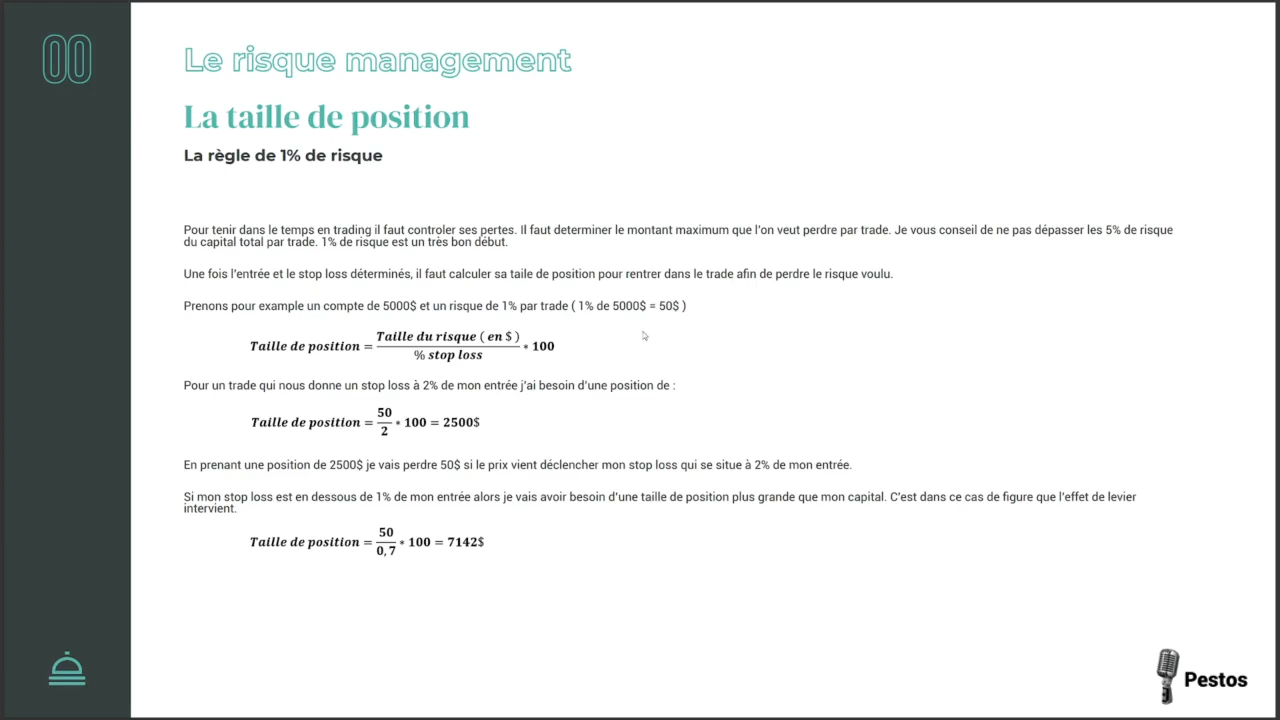 00
Le risque management
La taille de position
La règle de 1% de risque
Pour tenir dans le temps en trading il faut controler ses pertes. Il faut determiner le montant maximum que l'on veut perdre par trade. Je vous conseil de ne pas dépasser les 5% de risque
du capital total par trade. 1% de risque est un très bon début.
Une fois l'entrée et le stop loss déterminés, il faut calculer sa taile de position pour rentrer dans le trade afin de perdre le risque voulu.
Prenons pour example un compte de 5000$ et un risque de 1% par trade ( 1% de 5000$ = 50$ )
Taille de position = Taille du risque ( en $ ) / % stop loss * 100
Pour un trade qui nous donne un stop loss à 2% de mon entrée j'ai besoin d'une position de :
Taille de position = 50 / 2 * 100 = 2500$
En prenant une position de 2500$ je vais perdre 50$ si le prix vient déclencher mon stop loss qui se situe à 2% de mon entrée.
Si mon stop loss est en dessous de 1% de mon entrée alors je vais avoir besoin d'une taille de position plus grande que mon capital. C'est dans ce cas de figure que l'effet de levier
intervient.
Taille de position = 50 / 0,7 * 100 = 7142$
Pestos